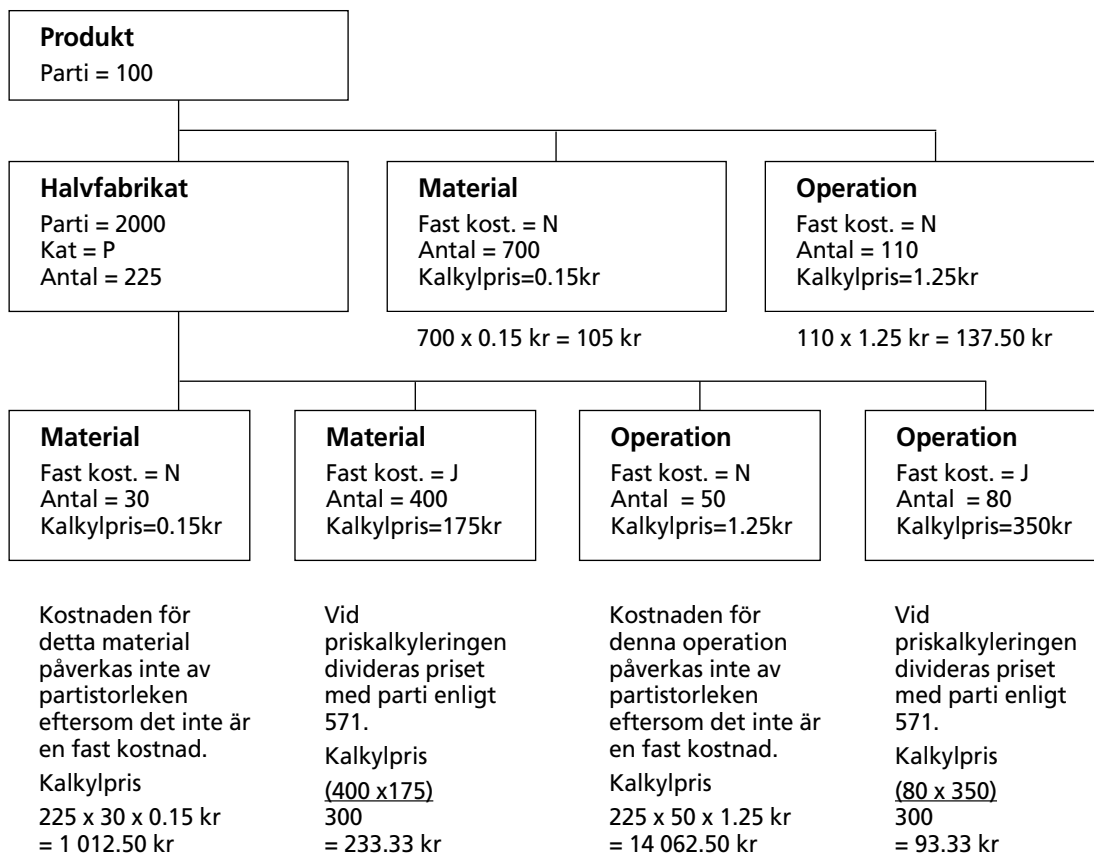 Produkt
Parti = 100
Halvfabrikat
Parti = 2000
Kat = P
Antal = 225
Material
Fast kost. = N
Antal = 700
Kalkylpris=0.15kr
700 x 0.15 kr = 105 kr
Operation
Fast kost. = N
Antal = 110
Kalkylpris=1.25kr
110 x 1.25 kr = 137.50 kr
Material
Fast kost. = N
Antal = 30
Kalkylpris=0.15kr
Kostnaden för
detta material
påverkas inte av
partistorleken
eftersom det inte är
en fast kostnad.
Kalkylpris
225 x 30 x 0.15 kr
= 1 012.50 kr
Material
Fast kost. = J
Antal = 400
Kalkylpris=175kr
Vid
priskalkyleringen
divideras priset
med parti enligt
571.
Kalkylpris
(400 x175)
300
= 233.33 kr
Operation
Fast kost. = N
Antal = 50
Kalkylpris=1.25kr
Kostnaden för
denna operation
påverkas inte av
partistorleken
eftersom det inte är
en fast kostnad.
Kalkylpris
225 x 50 x 1.25 kr
= 14 062.50 kr
Operation
Fast kost. = J
Antal = 80
Kalkylpris=350kr
Vid
priskalkyleringen
divideras priset
med parti enligt
571.
Kalkylpris
(80 x 350)
300
= 93.33 kr